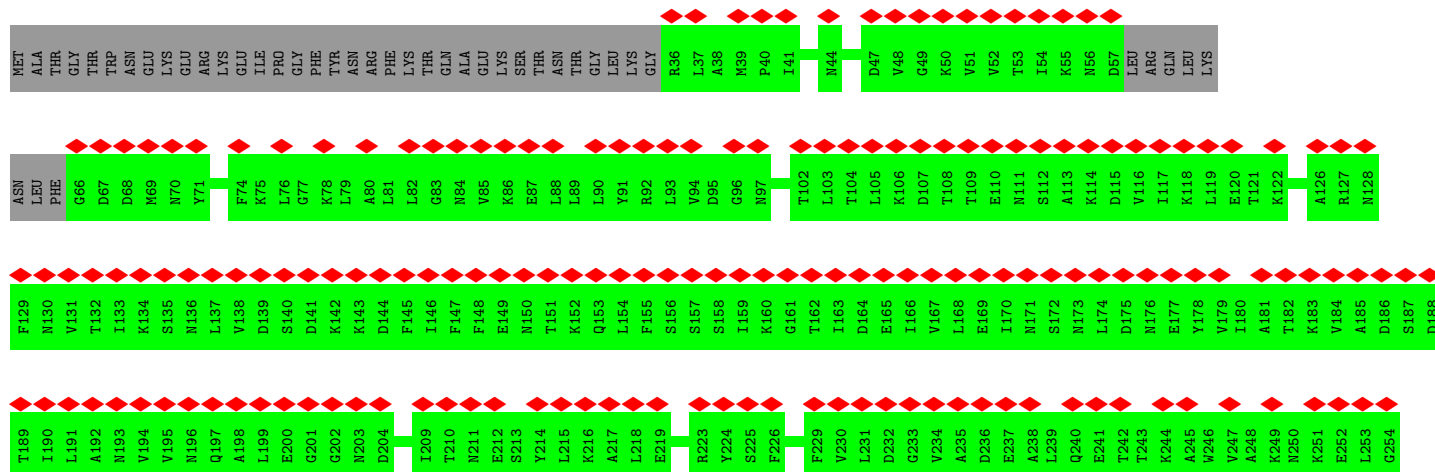 MET ALA THR GLY THR TRP ASN GLU LYS GLU ARG LYS GLU ILE PRO GLY PHE TYR ASN ARG PHE LYS THR GLN ALA GLU LYS SER THR ASN THR GLY LEU LYS GLY R36 L37 A38 M39 P40 I41 N44 D47 V48 G49 K50 V51 V52 T53 I54 K55 N56 D57 LEU ARG GLN LEU LYS
ASN LEU PHE G66 D67 D68 M69 N70 Y71 F74 K75 L76 G77 K78 L79 A80 L81 L82 G83 N84 V85 K86 E87 L88 L89 L90 Y91 R92 L93 V94 D95 G96 N97 T102 L103 T104 L105 K106 D107 T108 T109 E110 N111 S112 A113 K114 D115 V116 I117 K118 L119 E120 T121 K122 A126 R127 N128
F129 N130 V131 T132 I133 K134 S135 N136 L137 V138 D139 S140 D141 K142 K143 D144 F145 I146 F147 F148 E149 N150 T151 K152 Q153 L154 F155 S156 S157 S158 I159 K160 G161 T162 I163 D164 E165 I166 V167 L168 E169 I170 N171 S172 N173 L174 D175 N176 E177 Y178 V179 I180 A181 T182 K183 V184 A185 D186 S187 D188
T189 I190 L191 A192 N193 V194 V195 N196 Q197 A198 L199 E200 G201 G202 N203 D204 I209 T210 N211 E212 S213 Y214 L215 K216 A217 L218 E219 R223 Y224 S225 F226 F229 V230 L231 D232 G233 V234 A235 D236 E237 A238 L239 Q240 E241 T242 T243 K244 A245 W246 V247 A248 K249 N250 K251 E252 L253 G254